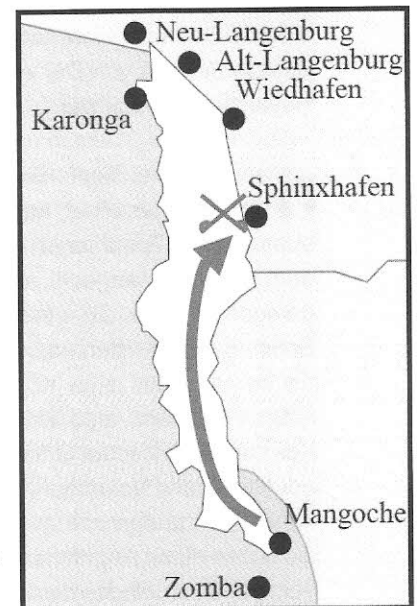 Neu-Langenburg
Alt-Langenburg
Wiedhafen
Karonga
Sphinxhafen
Mangoche
Zomba